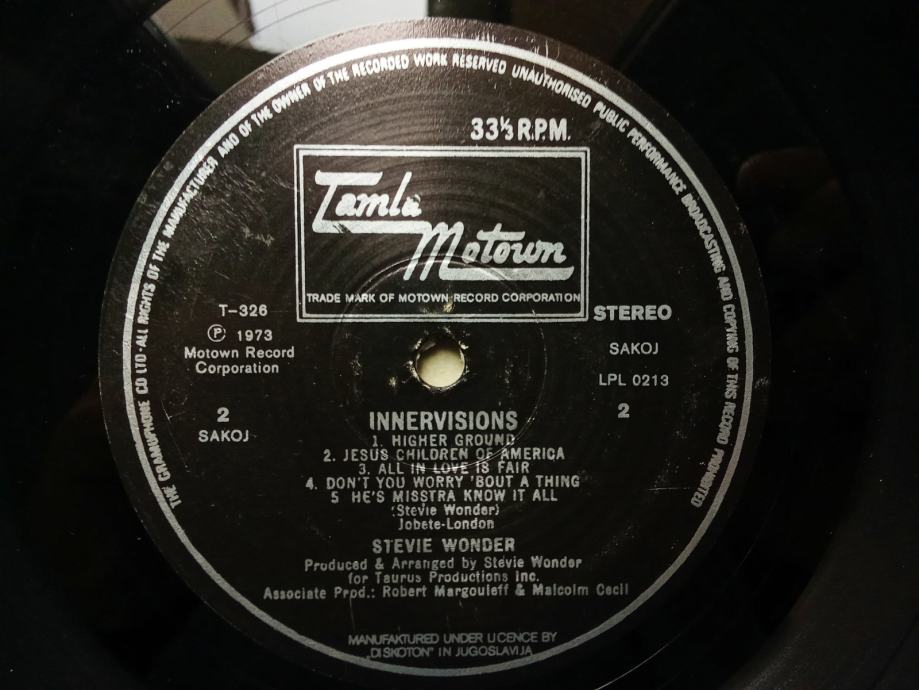 THE GRAMOPHONE CO LTD·ALL RIGHTS OF THE MANUFACTURER AND OF THE OWNER OF THE RECORDED WORK RESERVED UNAUTHORISED PUBLIC PERFORMANCE BROADCASTING AND COPYING OF THIS RECORD PROHIBITED
33⅓ R.P.M.
Tamla
Motown
TRADE MARK OF MOTOWN RECORD CORPORATION
T-326
℗ 1973
Motown Record
Corporation
2
SAKOJ
STEREO
SAKOJ
LPL 0213
2
INNERVISIONS
1. HIGHER GROUND
2. JESUS CHILDREN OF AMERICA
3. ALL IN LOVE IS FAIR
4. DON'T YOU WORRY 'BOUT A THING
5 HE'S MISSTRA KNOW IT ALL
(Stevie Wonder)
Jobete-London
STEVIE WONDER
Produced & Arranged by Stevie Wonder
for Taurus Productions Inc.
Associate Prod.: Robert Margouleff & Malcolm Cecil
MANUFAKTURED UNDER LICENCE BY
„DISKOTON" IN JUGOSLAVIJA